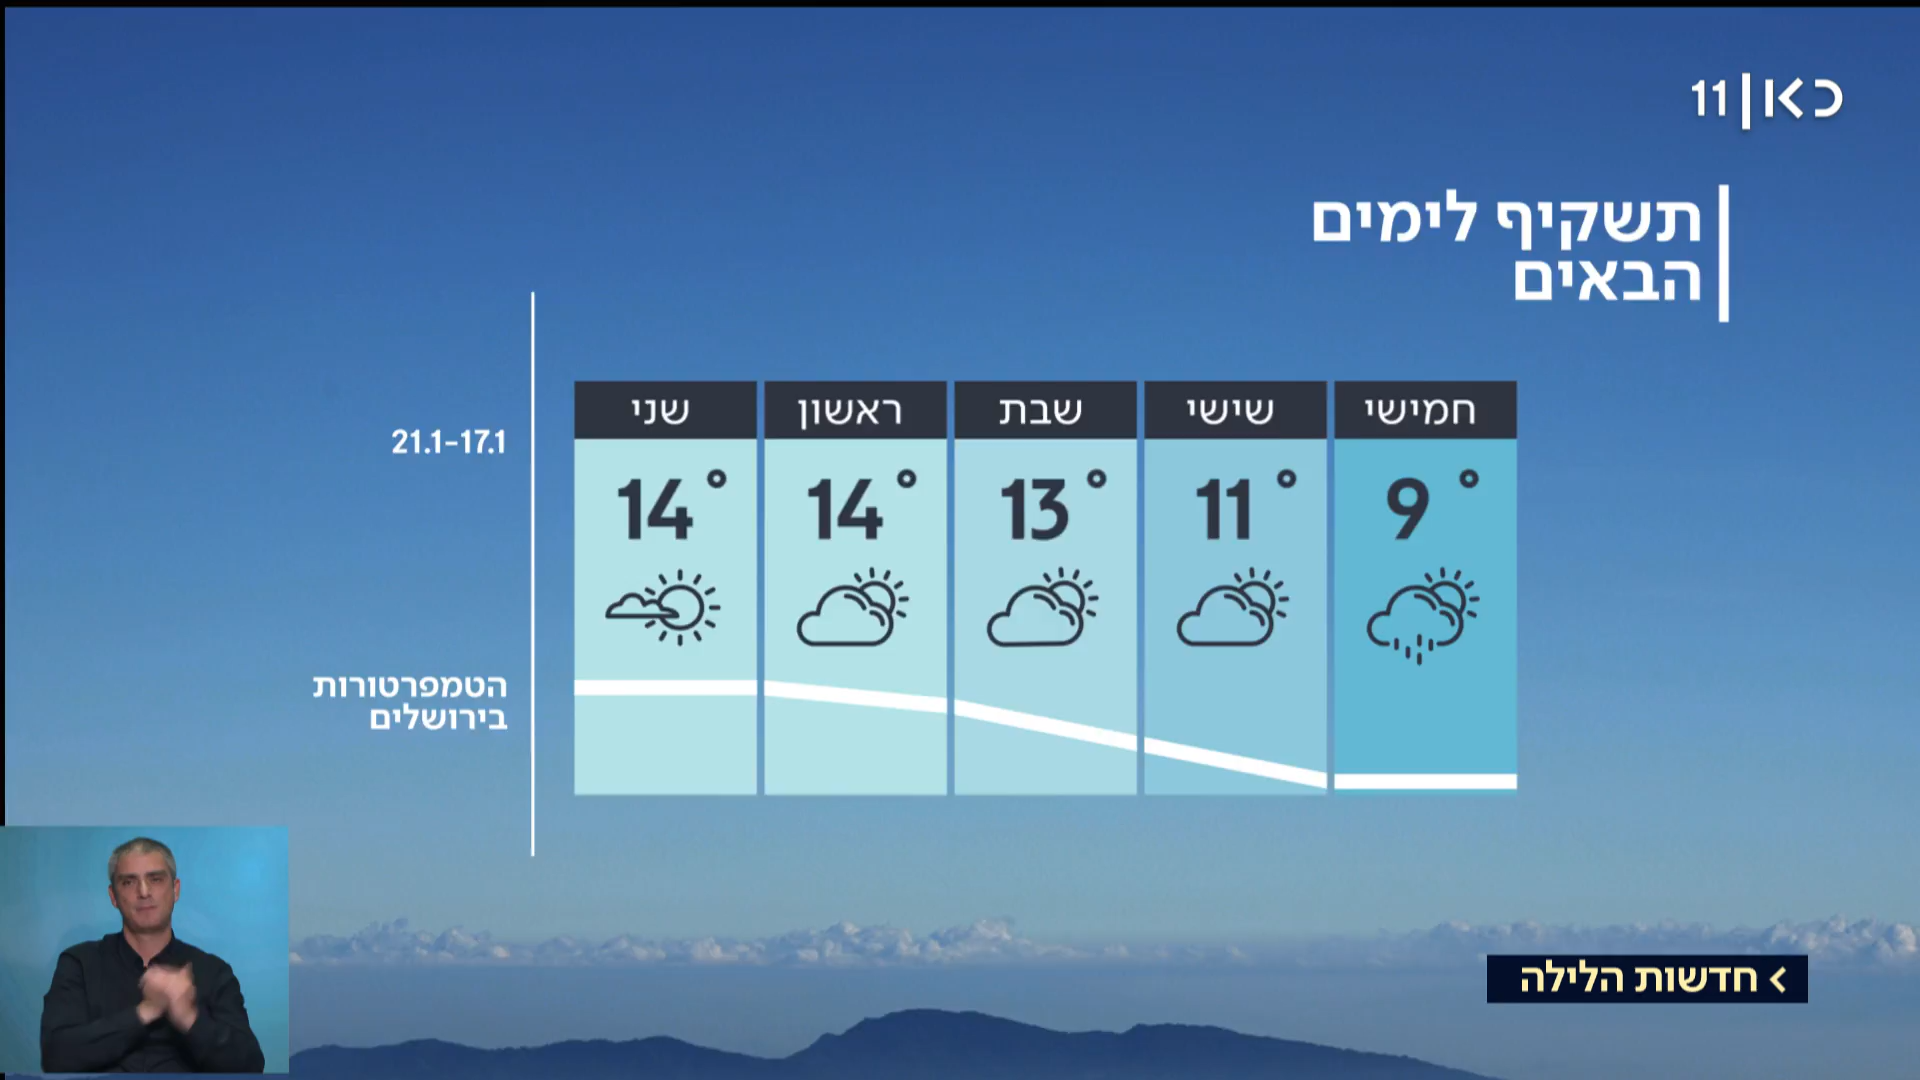 כאן|11
תשקיף לימים
הבאים
חמישי
שישי
שבת
ראשון
שני
9°
11°
13°
14°
14°
21.1-17.1
הטמפרטורות
בירושלים
חדשות הלילה